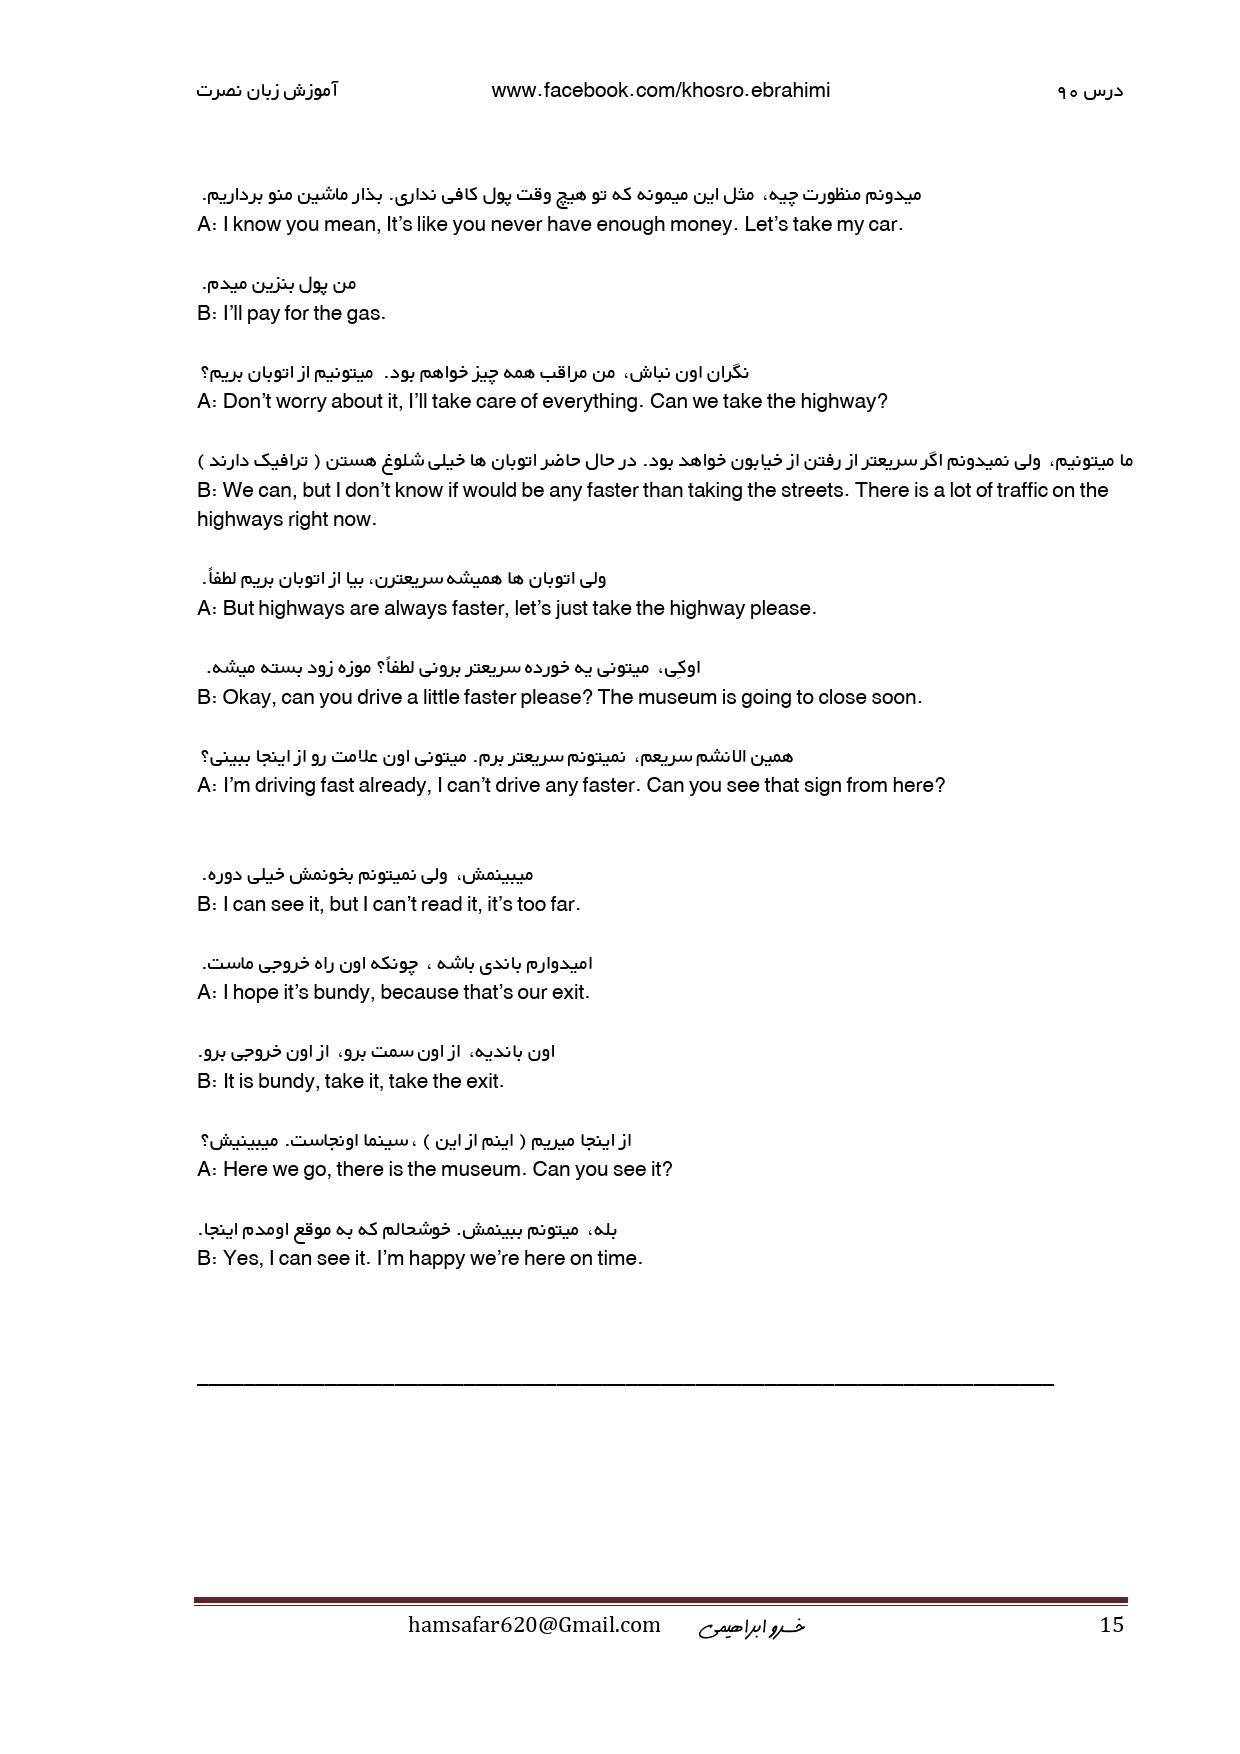 آموزش زبان نصرت www.facebook.com/khosro.ebrahimi درس ۹۰
میدونم منظورت چیه، مثل این میمونه که تو هیچ وقت پول کافی نداری. بذار ماشین منو برداریم.
A: I know you mean, It’s like you never have enough money. Let’s take my car.
من پول بنزین میدم.
B: I’ll pay for the gas.
نگران اون نباش، من مراقب همه چیز خواهم بود. میتونیم از اتوبان بریم؟
A: Don’t worry about it, I’ll take care of everything. Can we take the highway?
ما میتونیم، ولی نمیدونم اگر سریعتر از رفتن از خیابون خواهد بود. در حال حاضر اتوبان ها خیلی شلوغ هستن ( ترافیک دارند )
B: We can, but I don’t know if would be any faster than taking the streets. There is a lot of traffic on the
highways right now.
ولی اتوبان ها همیشه سریعترن، بیا از اتوبان بریم لطفاً.
A: But highways are always faster, let’s just take the highway please.
اوکِی، میتونی یه خورده سریعتر برونی لطفاً؟ موزه زود بسته میشه.
B: Okay, can you drive a little faster please? The museum is going to close soon.
همین الانشم سریعم، نمیتونم سریعتر برم. میتونی اون علامت رو از اینجا ببینی؟
A: I’m driving fast already, I can’t drive any faster. Can you see that sign from here?
میبینمش، ولی نمیتونم بخونمش خیلی دوره.
B: I can see it, but I can’t read it, it’s too far.
امیدوارم باندی باشه ، چونکه اون راه خروجی ماست.
A: I hope it’s bundy, because that’s our exit.
اون باندیه، از اون سمت برو، از اون خروجی برو.
B: It is bundy, take it, take the exit.
از اینجا میریم ( اینم از این ) ، سینما اونجاست. میبینیش؟
A: Here we go, there is the museum. Can you see it?
بله، میتونم ببینمش. خوشحالم که به موقع اومدم اینجا.
B: Yes, I can see it. I’m happy we’re here on time.
hamsafar620@Gmail.com خسرو ابراهیمی 15